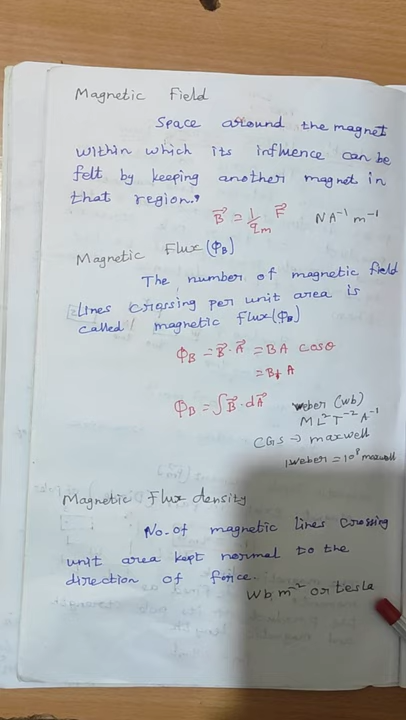 Magnetic Field
Space around the magnet
within which its influence can be
felt by keeping another magnet in
that region.
B⃗ = 1/qm F⃗ N A⁻¹ m⁻¹
Magnetic Flux (ΦB)
The number of magnetic field
lines crossing per unit area is
called magnetic flux (ΦB)
ΦB = B⃗ · A⃗ = BA cosθ
= B⊥ A
ΦB = ∫B⃗ · dA⃗ weber (wb)
M L² T⁻² A⁻¹
CGS → maxwell
1weber = 10⁸ maxwell
Magnetic flux density
No. of magnetic lines crossing
unit area kept normal to the
direction of force.
Wb m⁻² or tesla